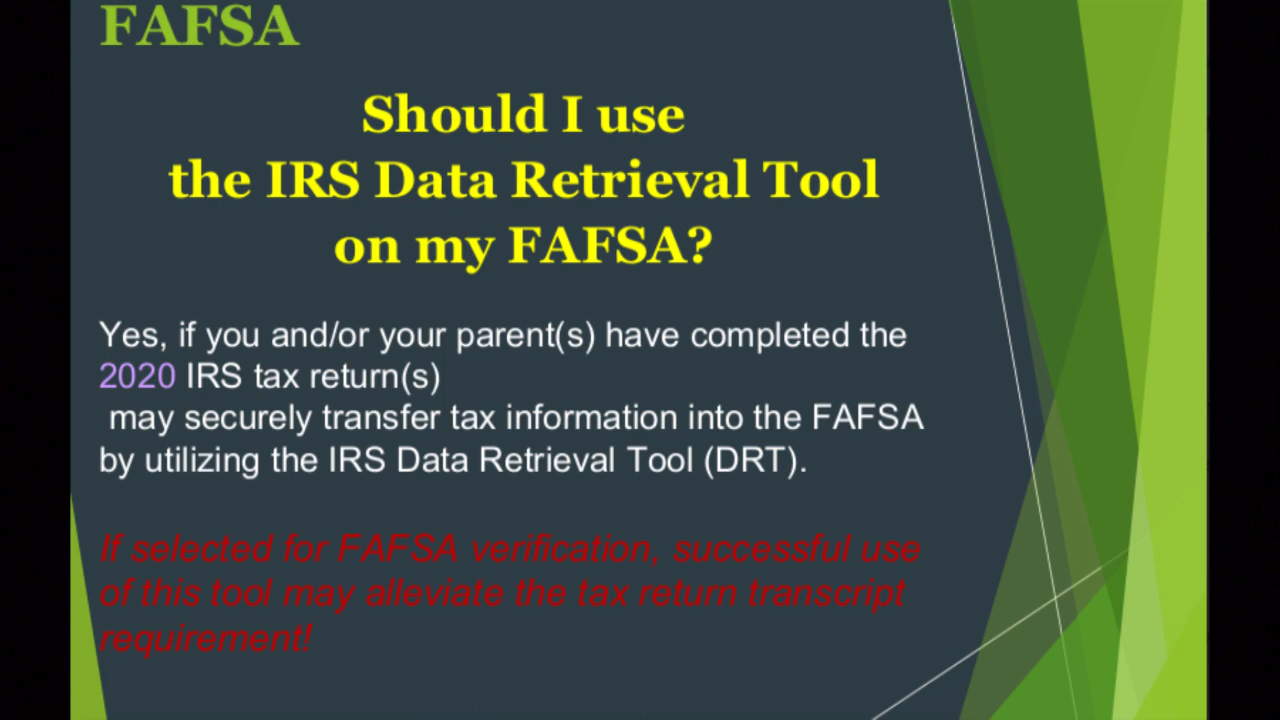 FAFSA
Should I use
the IRS Data Retrieval Tool
on my FAFSA?
Yes, if you and/or your parent(s) have completed the
2020 IRS tax return(s)
may securely transfer tax information into the FAFSA
by utilizing the IRS Data Retrieval Tool (DRT).
If selected for FAFSA verification, successful use
of this tool may alleviate the tax return transcript
requirement!